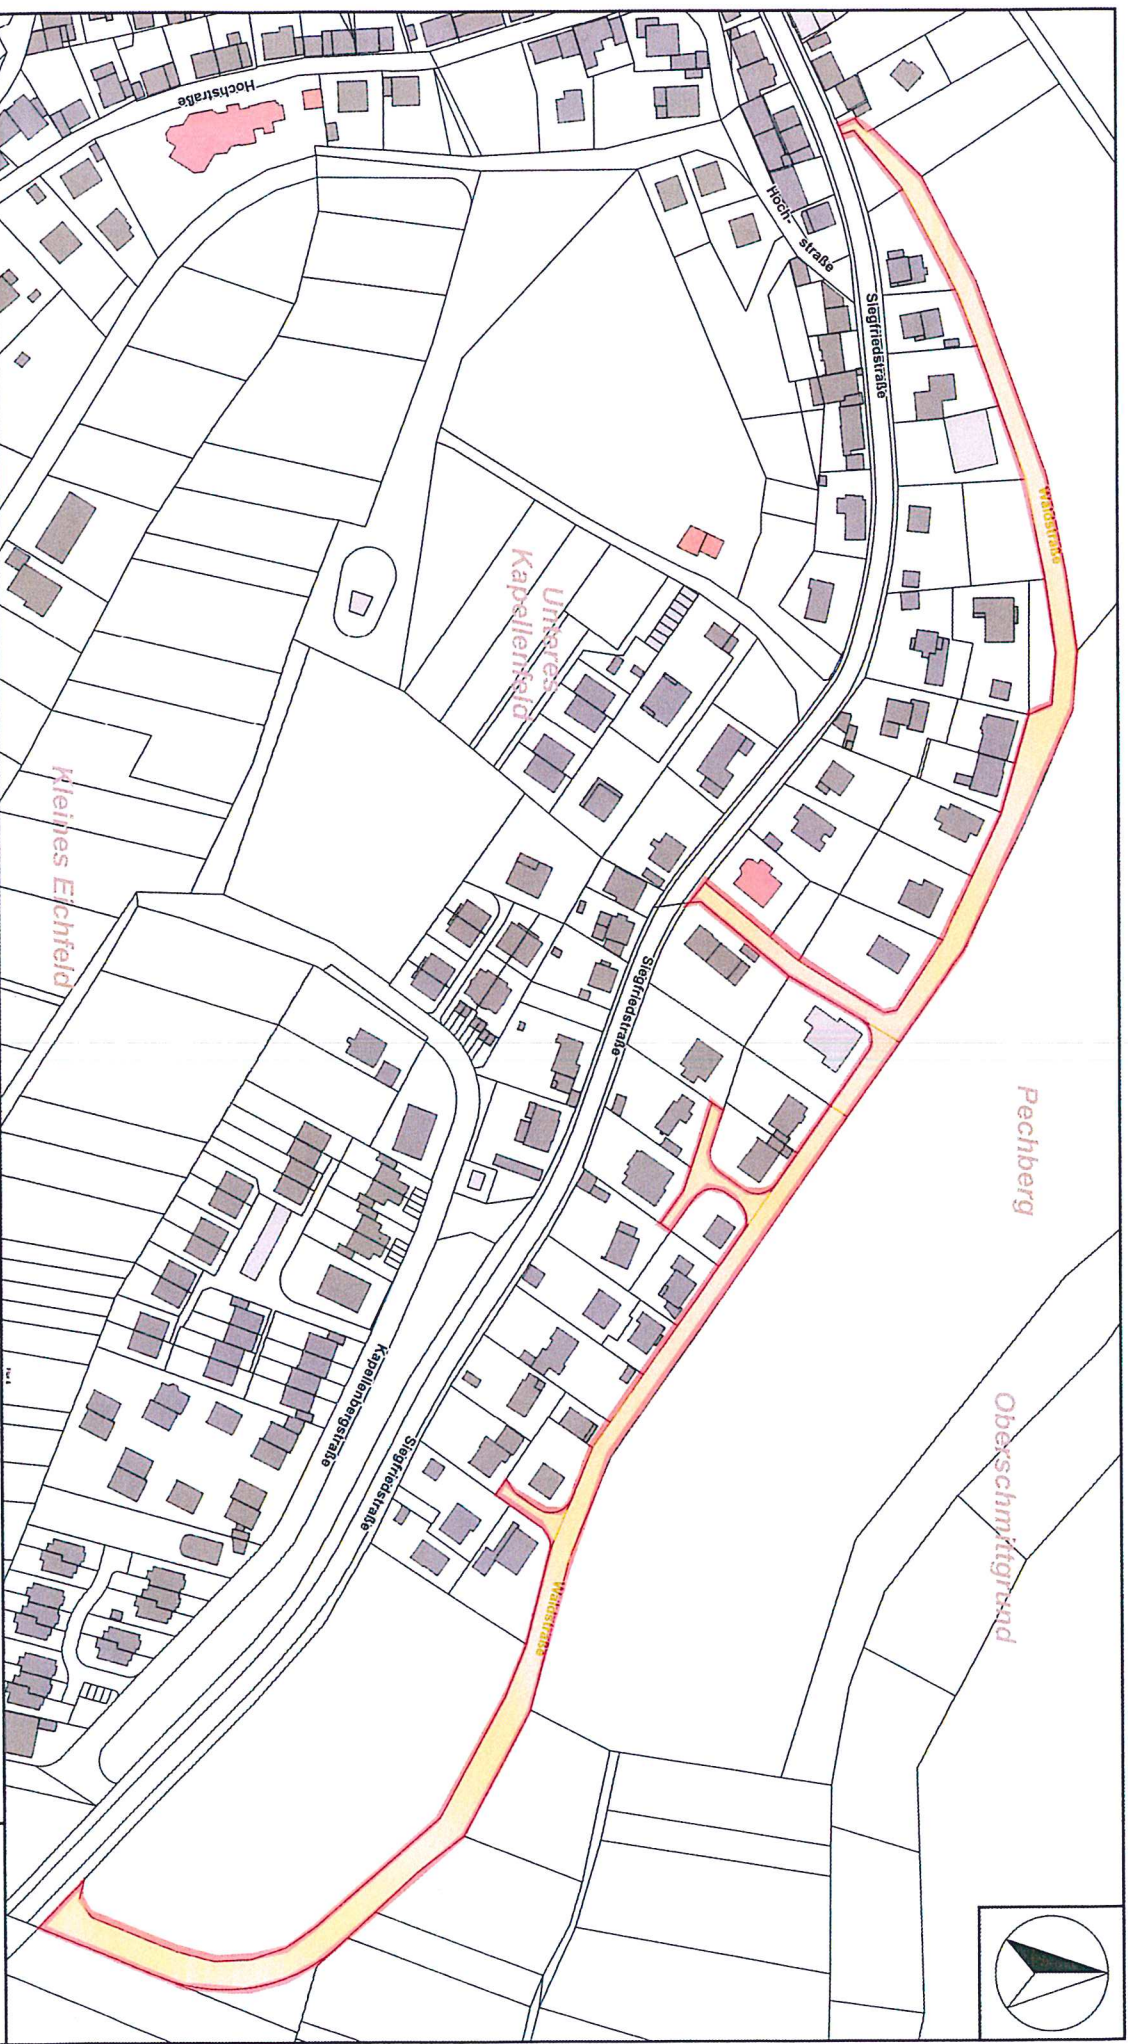 Hochstraße
Hoch-
straße
Siegfriedstraße
Waldstraße
Unteres
Kapellenfeld
Kleines Eichfeld
Siegfriedstraße
Pechberg
Oberschmittgrund
Kapellenbergstraße
Siegfriedstraße
Waldstraße